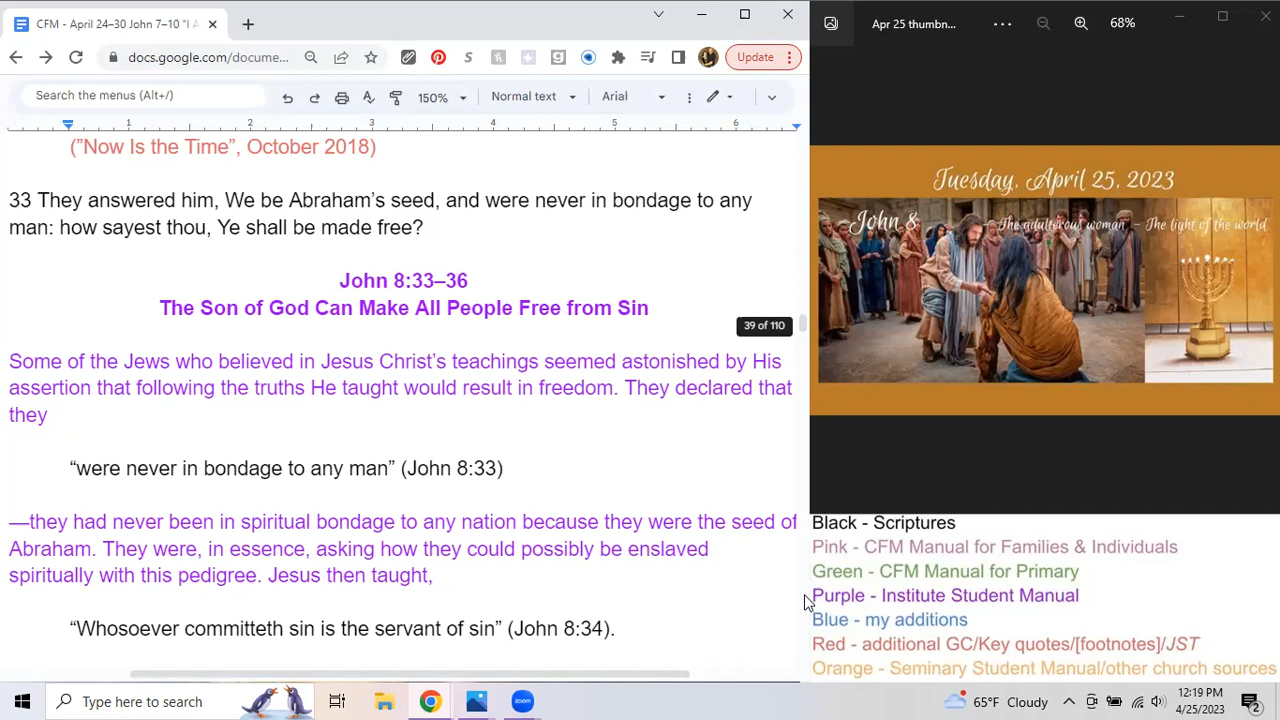 CFM - April 24–30 John 7–10 "I A
Apr 25 thumbn...
68%
docs.google.com/docume...
Update
Search the menus (Alt+/)
150%
Normal text
Arial
1 2 3 4 5 6
("Now Is the Time", October 2018)
33 They answered him, We be Abraham's seed, and were never in bondage to any
man: how sayest thou, Ye shall be made free?
John 8:33–36
The Son of God Can Make All People Free from Sin
39 of 110
Some of the Jews who believed in Jesus Christ's teachings seemed astonished by His
assertion that following the truths He taught would result in freedom. They declared that
they
“were never in bondage to any man” (John 8:33)
—they had never been in spiritual bondage to any nation because they were the seed of
Abraham. They were, in essence, asking how they could possibly be enslaved
spiritually with this pedigree. Jesus then taught,
“Whosoever committeth sin is the servant of sin” (John 8:34).
Tuesday, April 25, 2023
John 8
The adulterous woman - The light of the world
Black - Scriptures
Pink - CFM Manual for Families & Individuals
Green - CFM Manual for Primary
Purple - Institute Student Manual
Blue - my additions
Red - additional GC/Key quotes/[footnotes]/JST
Orange - Seminary Student Manual/other church sources
Type here to search
65°F Cloudy
12:19 PM
4/25/2023
2